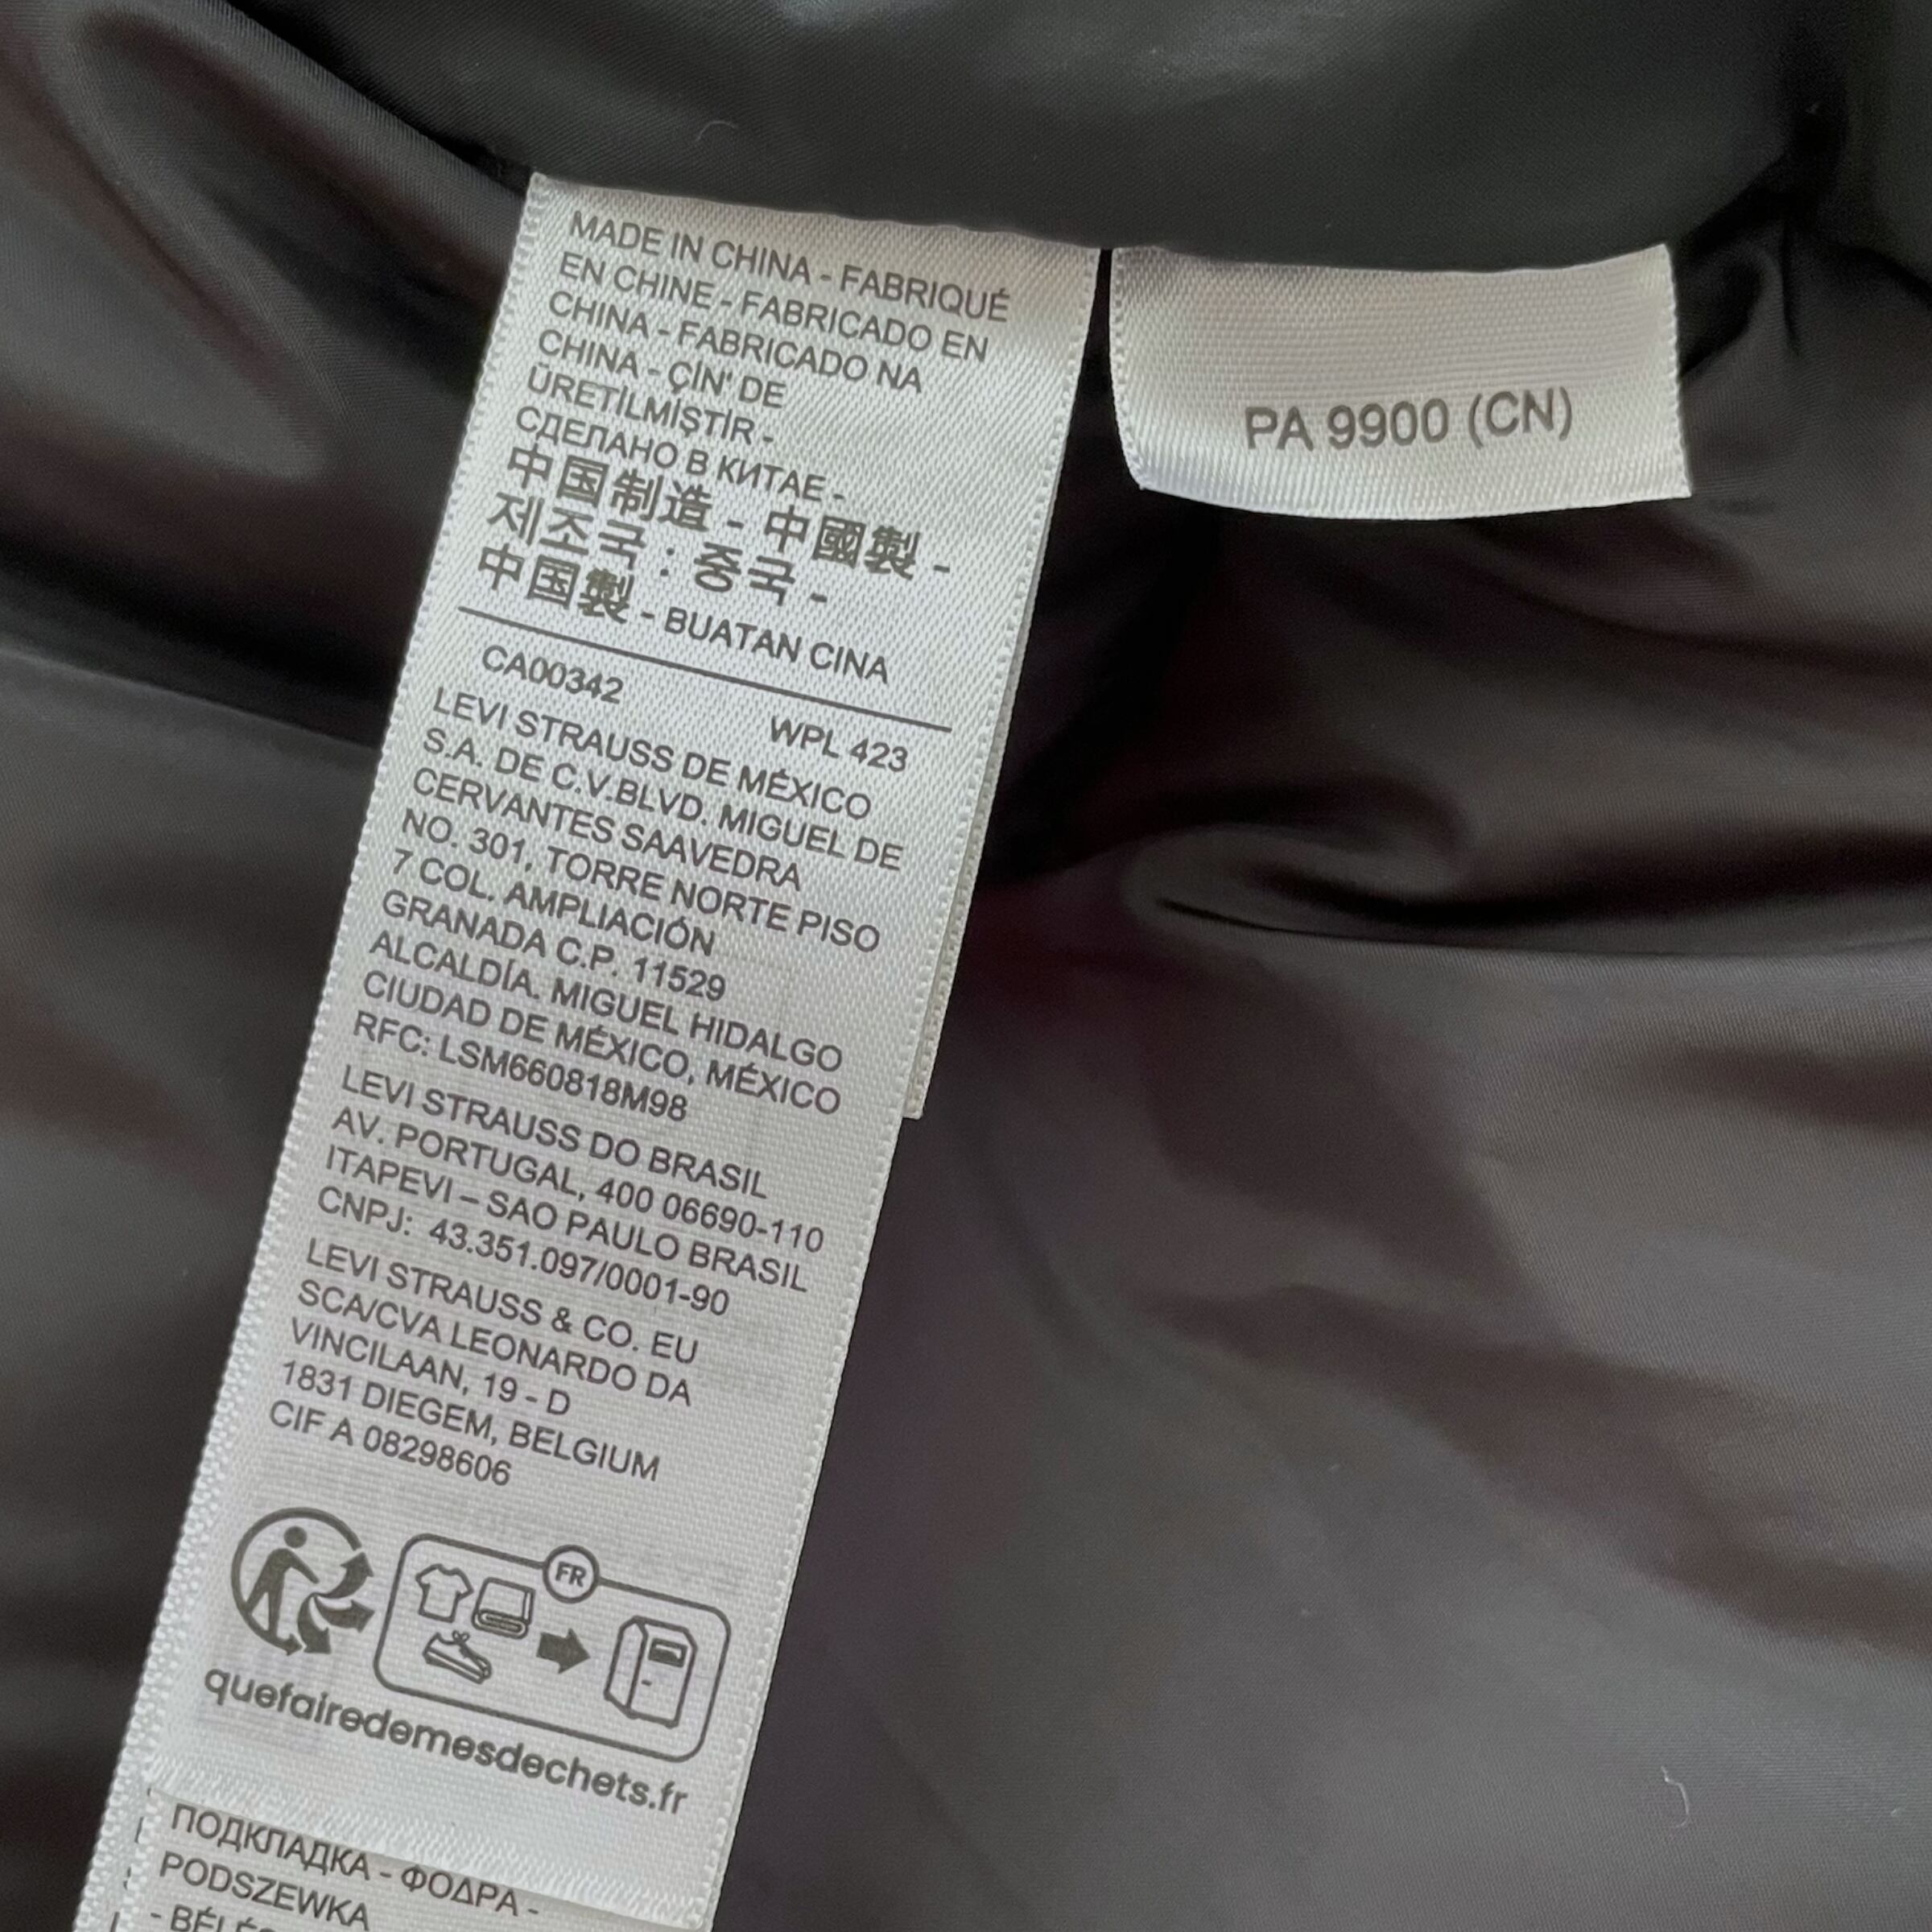 MADE IN CHINA - FABRIQUÉ
EN CHINE - FABRICADO EN
CHINA - FABRICADO NA
CHINA - ÇİN' DE
ÜRETİLMİŞTİR -
СДЕЛАНО В КИТАЕ -
中国制造 - 中國製 -
제조국 : 중국 -
中国製 - BUATAN CINA
CA00342
WPL 423
LEVI STRAUSS DE MÉXICO
S.A. DE C.V.BLVD. MIGUEL DE
CERVANTES SAAVEDRA
NO. 301, TORRE NORTE PISO
7 COL. AMPLIACIÓN
GRANADA C.P. 11529
ALCALDÍA. MIGUEL HIDALGO
CIUDAD DE MÉXICO, MÉXICO
RFC: LSM660818M98
LEVI STRAUSS DO BRASIL
AV. PORTUGAL, 400 06690-110
ITAPEVI – SAO PAULO BRASIL
CNPJ: 43.351.097/0001-90
LEVI STRAUSS & CO. EU
SCA/CVA LEONARDO DA
VINCILAAN, 19 - D
1831 DIEGEM, BELGIUM
CIF A 08298606
FR
quefairedemesdechets.fr
ПОДКЛАДКА - ΦΟΔΡΑ -
PODSZEWKA
PA 9900 (CN)